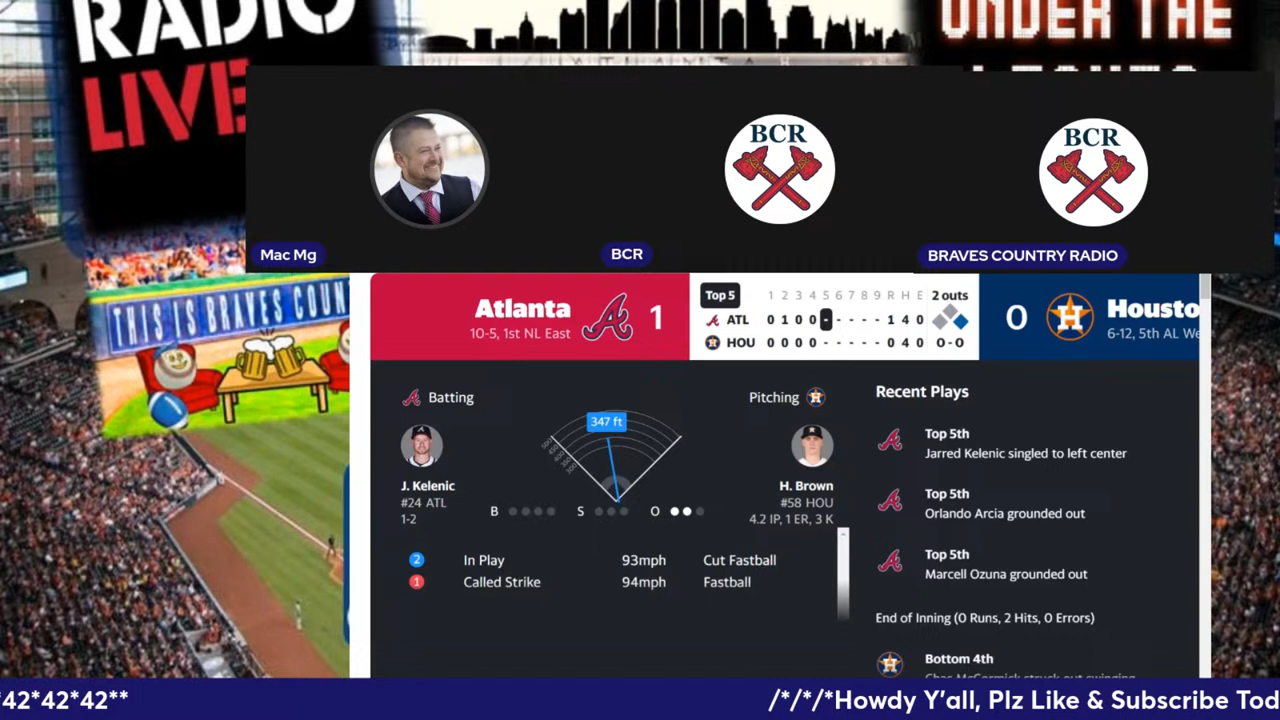 RADIO
LIVE
UNDER THE
THIS IS BRAVES COUN
BCR
BCR
Mac Mg
BCR
BRAVES COUNTRY RADIO
Atlanta
10-5, 1st NL East
1
Top 5
1 2 3 4 5 6 7 8 9 R H E
ATL 0 1 0 0 - - - - - 1 4 0
HOU 0 0 0 0 - - - - - 0 4 0
2 outs
0-0
0
Housto
6-12, 5th AL We
Batting
Pitching
347 ft
J. Kelenic
#24 ATL
1-2
H. Brown
#58 HOU
4.2 IP, 1 ER, 3 K
B S O
2 In Play 93mph Cut Fastball
1 Called Strike 94mph Fastball
Recent Plays
Top 5th
Jarred Kelenic singled to left center
Top 5th
Orlando Arcia grounded out
Top 5th
Marcell Ozuna grounded out
End of Inning (0 Runs, 2 Hits, 0 Errors)
Bottom 4th
Chas McCormick struck out swinging
*42*42*42**
/*/*/*Howdy Y'all, Plz Like & Subscribe Tod